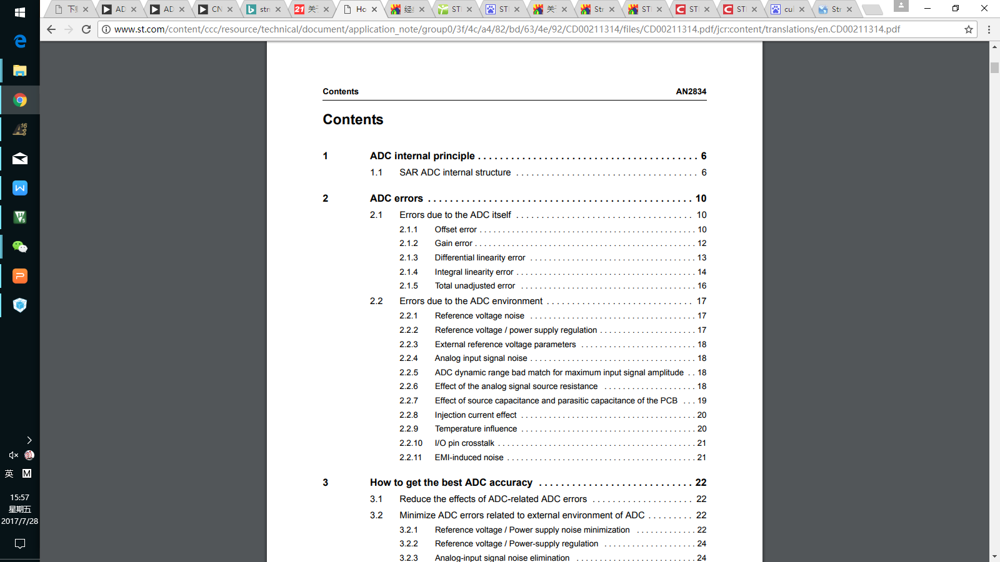 下 AD AD CN stm 21 关 Ho 经 ST ST 关于 Str ST C ST C ST cu Str
www.st.com/content/ccc/resource/technical/document/application_note/group0/3f/4c/a4/82/bd/63/4e/92/CD00211314/files/CD00211314.pdf/jcr:content/translations/en.CD00211314.pdf
Contents AN2834
Contents
1 ADC internal principle . . . . . . . . . . . . . . . . . . . . . . . . . . . . . . . . . . . . . . . . 6
1.1 SAR ADC internal structure . . . . . . . . . . . . . . . . . . . . . . . . . . . . . . . . . . . . 6
2 ADC errors . . . . . . . . . . . . . . . . . . . . . . . . . . . . . . . . . . . . . . . . . . . . . . . . 10
2.1 Errors due to the ADC itself . . . . . . . . . . . . . . . . . . . . . . . . . . . . . . . . . . . 10
2.1.1 Offset error . . . . . . . . . . . . . . . . . . . . . . . . . . . . . . . . . . . . . . . . . . . . . . . 10
2.1.2 Gain error . . . . . . . . . . . . . . . . . . . . . . . . . . . . . . . . . . . . . . . . . . . . . . . . 12
2.1.3 Differential linearity error . . . . . . . . . . . . . . . . . . . . . . . . . . . . . . . . . . . . 13
2.1.4 Integral linearity error . . . . . . . . . . . . . . . . . . . . . . . . . . . . . . . . . . . . . . . 14
2.1.5 Total unadjusted error . . . . . . . . . . . . . . . . . . . . . . . . . . . . . . . . . . . . . . 16
2.2 Errors due to the ADC environment . . . . . . . . . . . . . . . . . . . . . . . . . . . . . 17
2.2.1 Reference voltage noise . . . . . . . . . . . . . . . . . . . . . . . . . . . . . . . . . . . . 17
2.2.2 Reference voltage / power supply regulation . . . . . . . . . . . . . . . . . . . . . 17
2.2.3 External reference voltage parameters . . . . . . . . . . . . . . . . . . . . . . . . . 18
2.2.4 Analog input signal noise . . . . . . . . . . . . . . . . . . . . . . . . . . . . . . . . . . . . 18
2.2.5 ADC dynamic range bad match for maximum input signal amplitude . . 18
2.2.6 Effect of the analog signal source resistance . . . . . . . . . . . . . . . . . . . . 18
2.2.7 Effect of source capacitance and parasitic capacitance of the PCB . . . 19
2.2.8 Injection current effect . . . . . . . . . . . . . . . . . . . . . . . . . . . . . . . . . . . . . . 20
2.2.9 Temperature influence . . . . . . . . . . . . . . . . . . . . . . . . . . . . . . . . . . . . . . 20
2.2.10 I/O pin crosstalk . . . . . . . . . . . . . . . . . . . . . . . . . . . . . . . . . . . . . . . . . . . 21
2.2.11 EMI-induced noise . . . . . . . . . . . . . . . . . . . . . . . . . . . . . . . . . . . . . . . . . 21
3 How to get the best ADC accuracy . . . . . . . . . . . . . . . . . . . . . . . . . . . . 22
3.1 Reduce the effects of ADC-related ADC errors . . . . . . . . . . . . . . . . . . . . 22
3.2 Minimize ADC errors related to external environment of ADC . . . . . . . . . 22
3.2.1 Reference voltage / Power supply noise minimization . . . . . . . . . . . . . 22
3.2.2 Reference voltage / Power-supply regulation . . . . . . . . . . . . . . . . . . . . 24
3.2.3 Analog-input signal noise elimination . . . . . . . . . . . . . . . . . . . . . . . . . . 24
英 M
15:57
星期五
2017/7/28